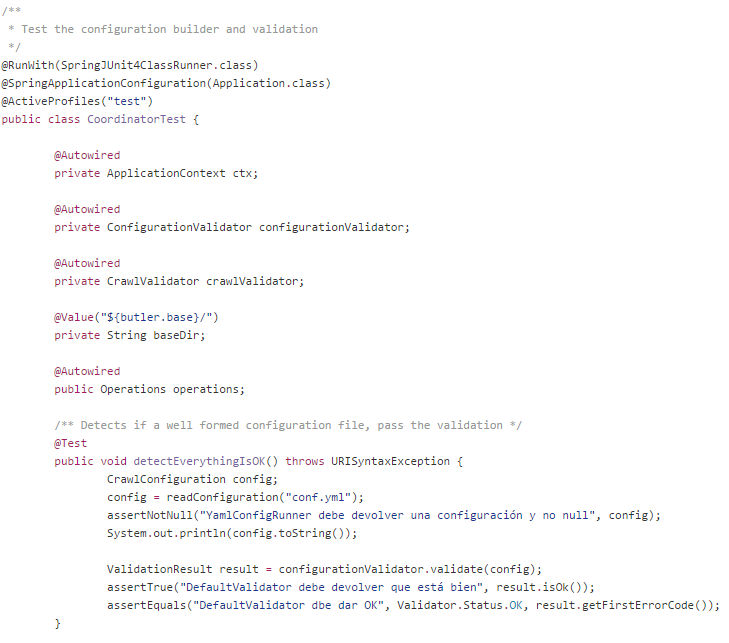 /**
 * Test the configuration builder and validation
 */
@RunWith(SpringJUnit4ClassRunner.class)
@SpringApplicationConfiguration(Application.class)
@ActiveProfiles("test")
public class CoordinatorTest {
@Autowired
private ApplicationContext ctx;
@Autowired
private ConfigurationValidator configurationValidator;
@Autowired
private CrawlValidator crawlValidator;
@Value("${butler.base}/")
private String baseDir;
@Autowired
public Operations operations;
/** Detects if a well formed configuration file, pass the validation */
@Test
public void detectEverythingIsOK() throws URISyntaxException {
CrawlConfiguration config;
config = readConfiguration("conf.yml");
assertNotNull("YamlConfigRunner debe devolver una configuración y no null", config);
System.out.println(config.toString());
ValidationResult result = configurationValidator.validate(config);
assertTrue("DefaultValidator debe devolver que está bien", result.isOk());
assertEquals("DefaultValidator dbe dar OK", Validator.Status.OK, result.getFirstErrorCode());
}